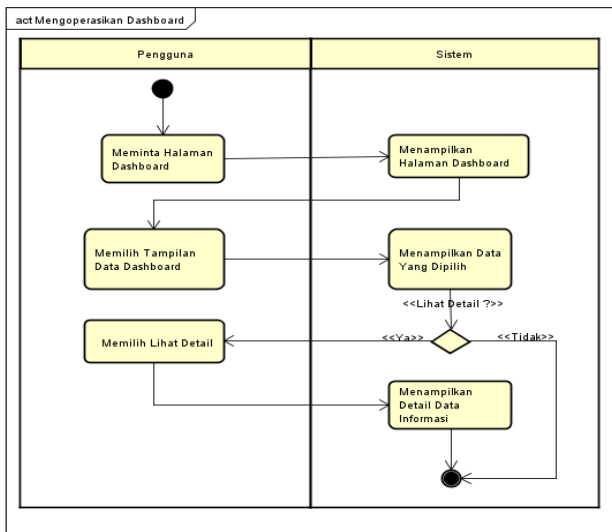 act Mengoperasikan Dashboard
Pengguna
Sistem
Meminta Halaman
Dashboard
Menampilkan
Halaman Dashboard
Memilih Tampilan
Data Dashboard
Menampilkan Data
Yang Dipilih
<<Lihat Detail ?>>
<<Ya>>
<<Tidak>>
Memilih Lihat Detail
Menampilkan
Detail Data
Informasi